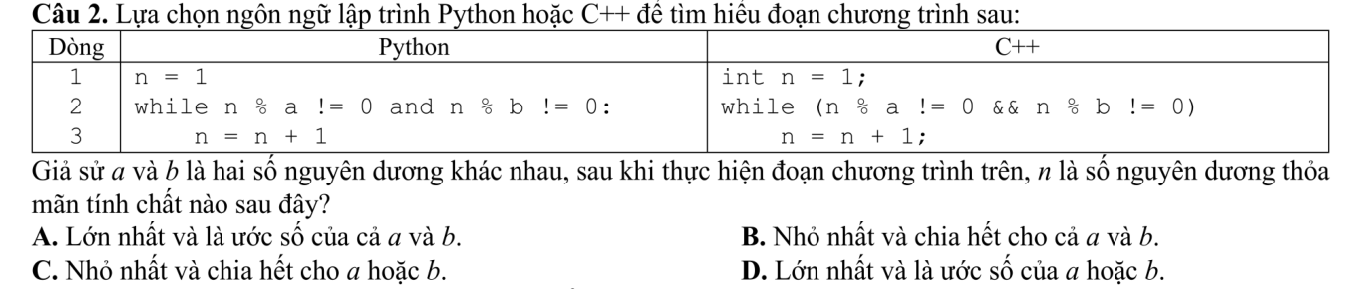 Câu 2. Lựa chọn ngôn ngữ lập trình Python hoặc C++ để tìm hiểu đoạn chương trình sau:
Dòng Python C++
1 n = 1 int n = 1;
2 while n % a != 0 and n % b != 0: while (n % a != 0 && n % b != 0)
3 n = n + 1 n = n + 1;
Giả sử a và b là hai số nguyên dương khác nhau, sau khi thực hiện đoạn chương trình trên, n là số nguyên dương thỏa
mãn tính chất nào sau đây?
A. Lớn nhất và là ước số của cả a và b. B. Nhỏ nhất và chia hết cho cả a và b.
C. Nhỏ nhất và chia hết cho a hoặc b. D. Lớn nhất và là ước số của a hoặc b.